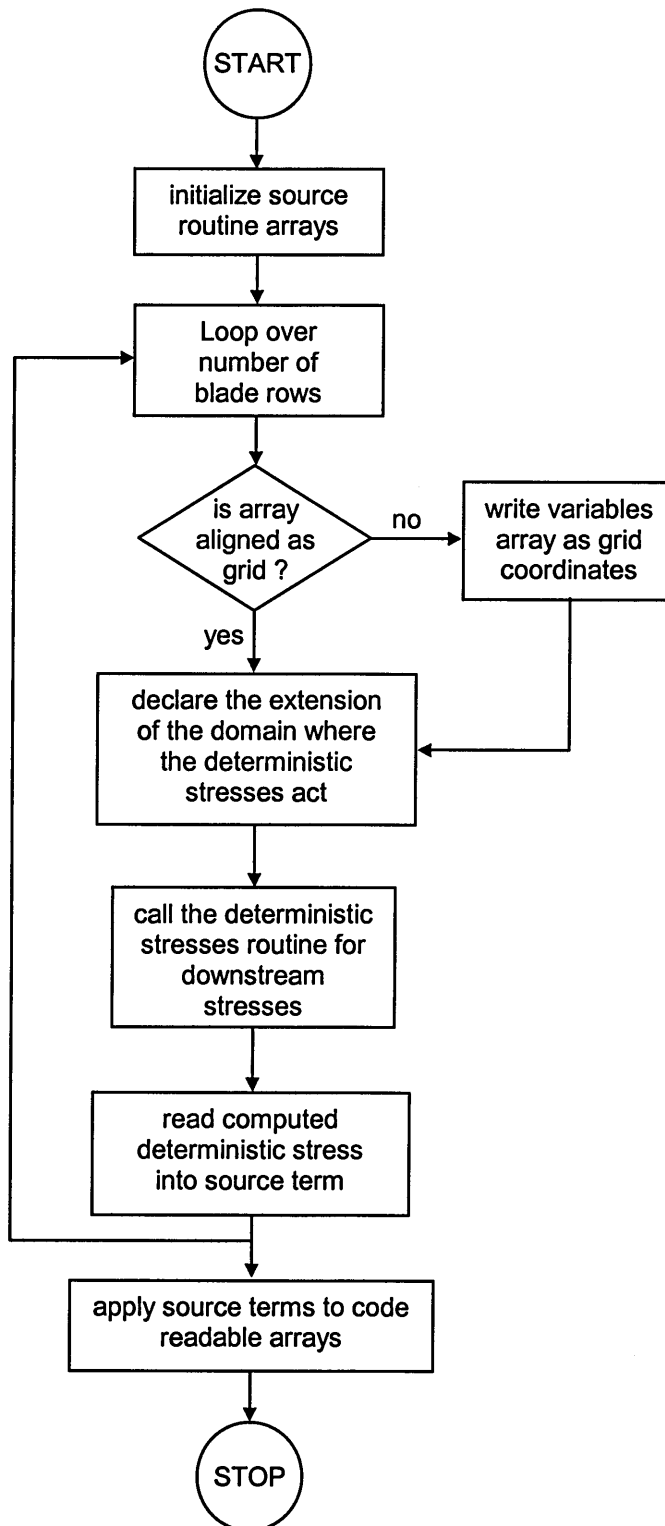 START
initialize source
routine arrays
Loop over
number of
blade rows
is array
aligned as
grid ?
no
write variables
array as grid
coordinates
yes
declare the extension
of the domain where
the deterministic
stresses act
call the deterministic
stresses routine for
downstream
stresses
read computed
deterministic stress
into source term
apply source terms to code
readable arrays
STOP